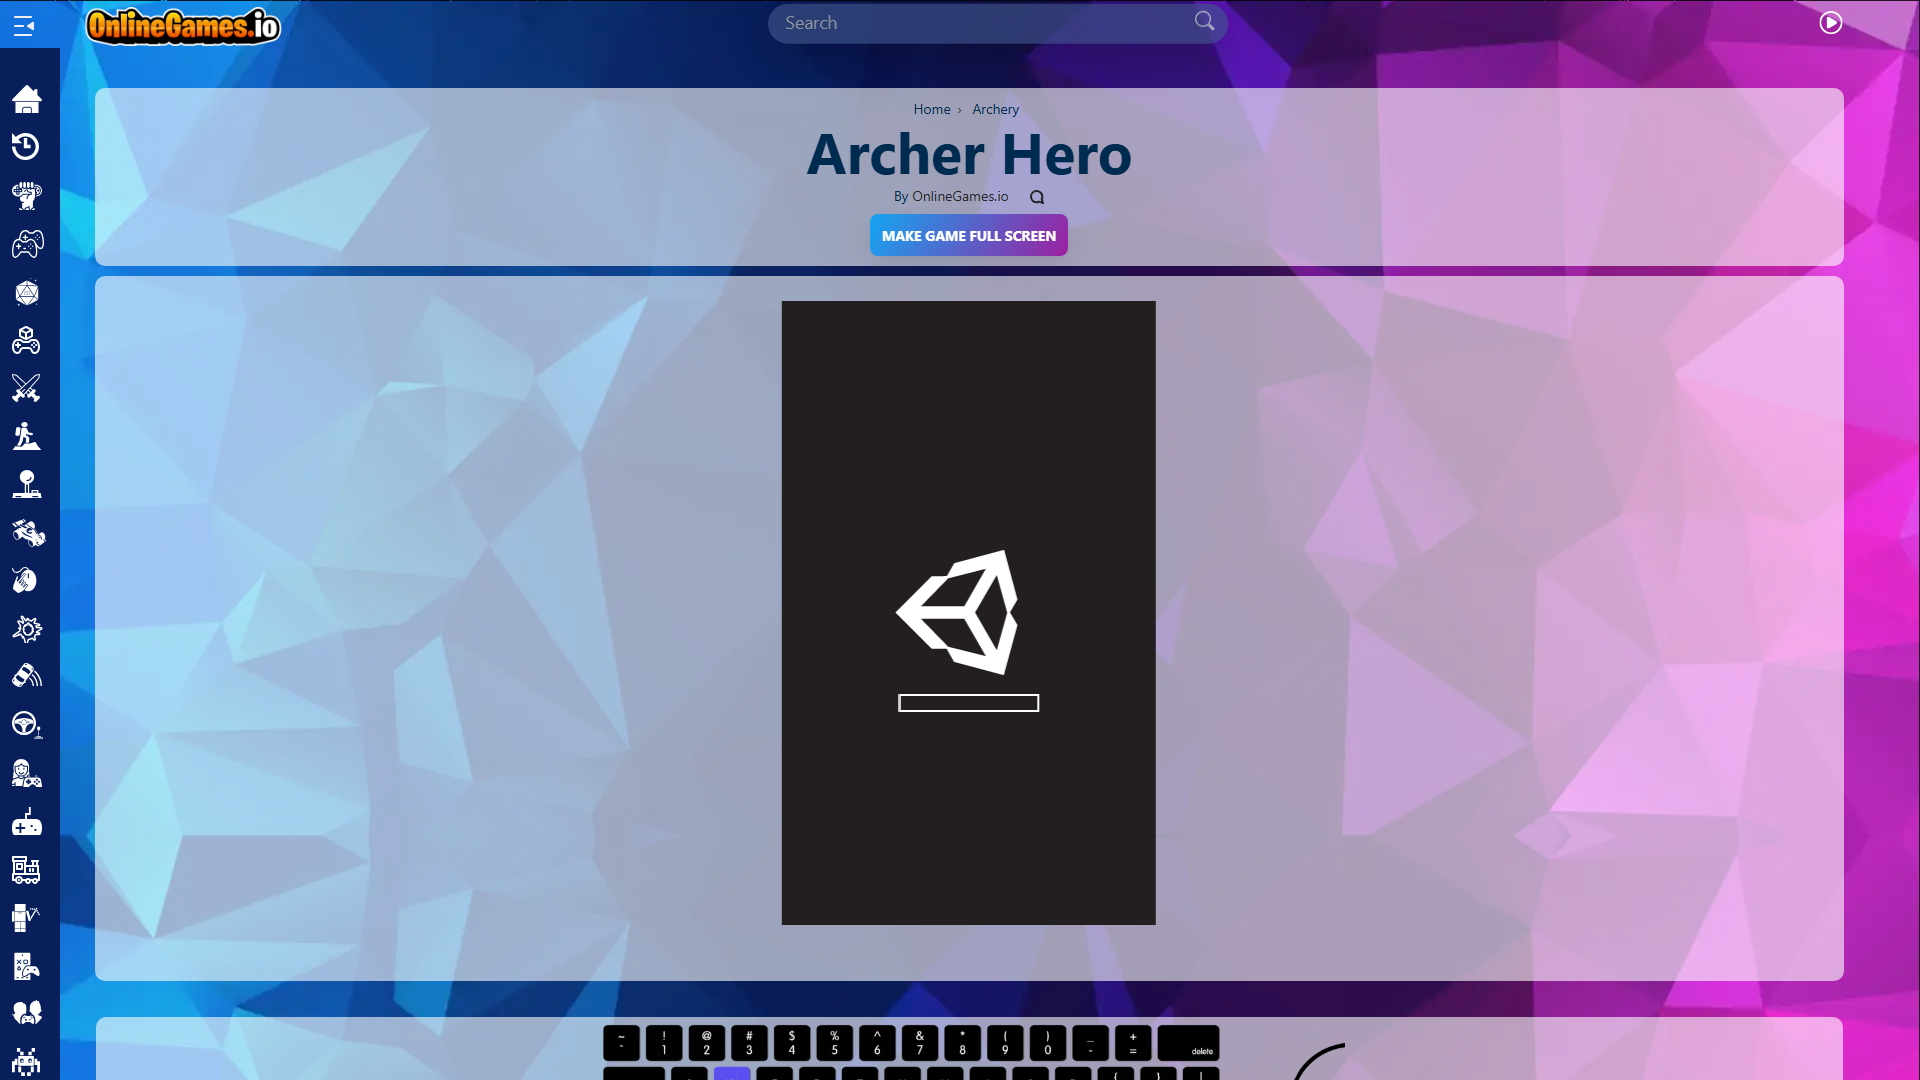 OnlineGames.io
Search
Home › Archery
Archer Hero
By OnlineGames.io
MAKE GAME FULL SCREEN
~ ! @ # $ % ^ & * ( ) _ +
` 1 2 3 4 5 6 7 8 9 0 - = delete
{ } |